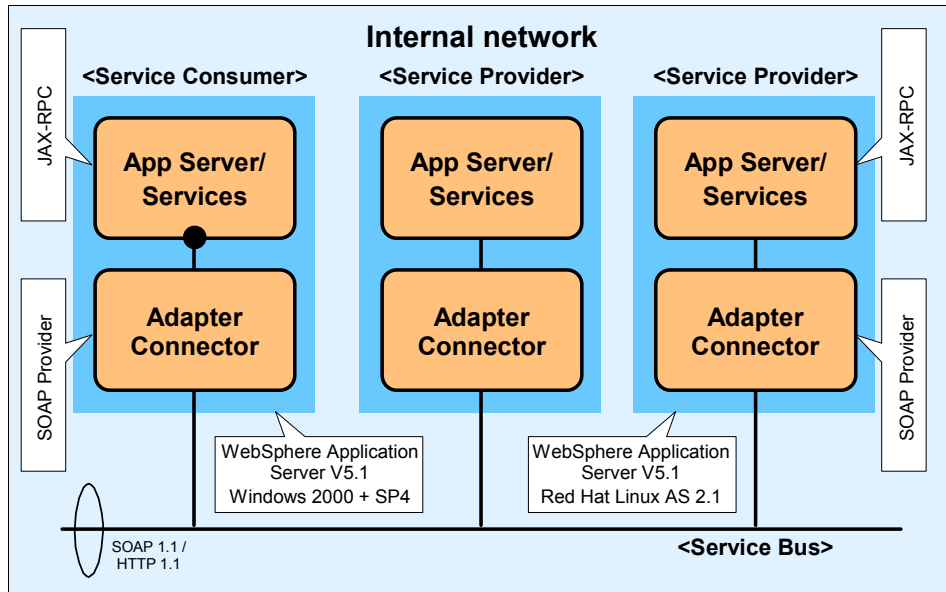 Internal network
<Service Consumer>
<Service Provider>
<Service Provider>
JAX-RPC
App Server/
Services
App Server/
Services
App Server/
Services
JAX-RPC
SOAP Provider
Adapter
Connector
Adapter
Connector
Adapter
Connector
SOAP Provider
WebSphere Application
Server V5.1
Windows 2000 + SP4
WebSphere Application
Server V5.1
Red Hat Linux AS 2.1
SOAP 1.1 /
HTTP 1.1
<Service Bus>